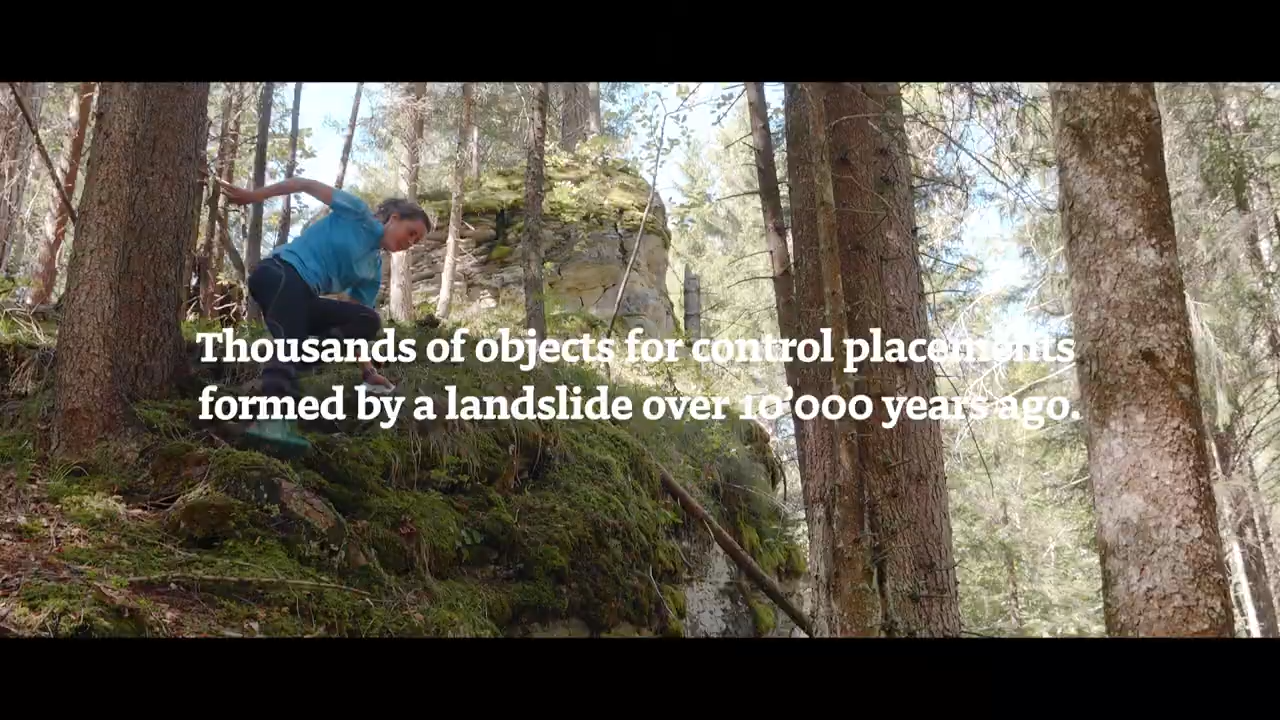 Thousands of objects for control placements
formed by a landslide over 10’000 years ago.